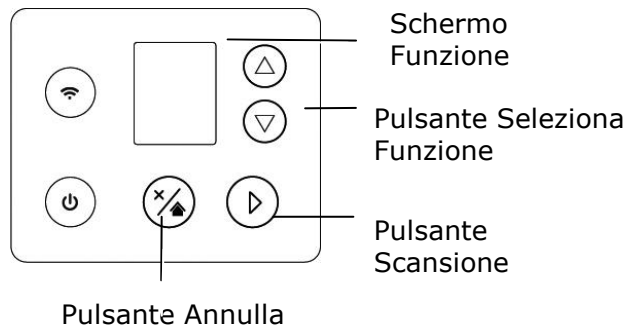 Schermo
Funzione
Pulsante Seleziona
Funzione
Pulsante
Scansione
Pulsante Annulla